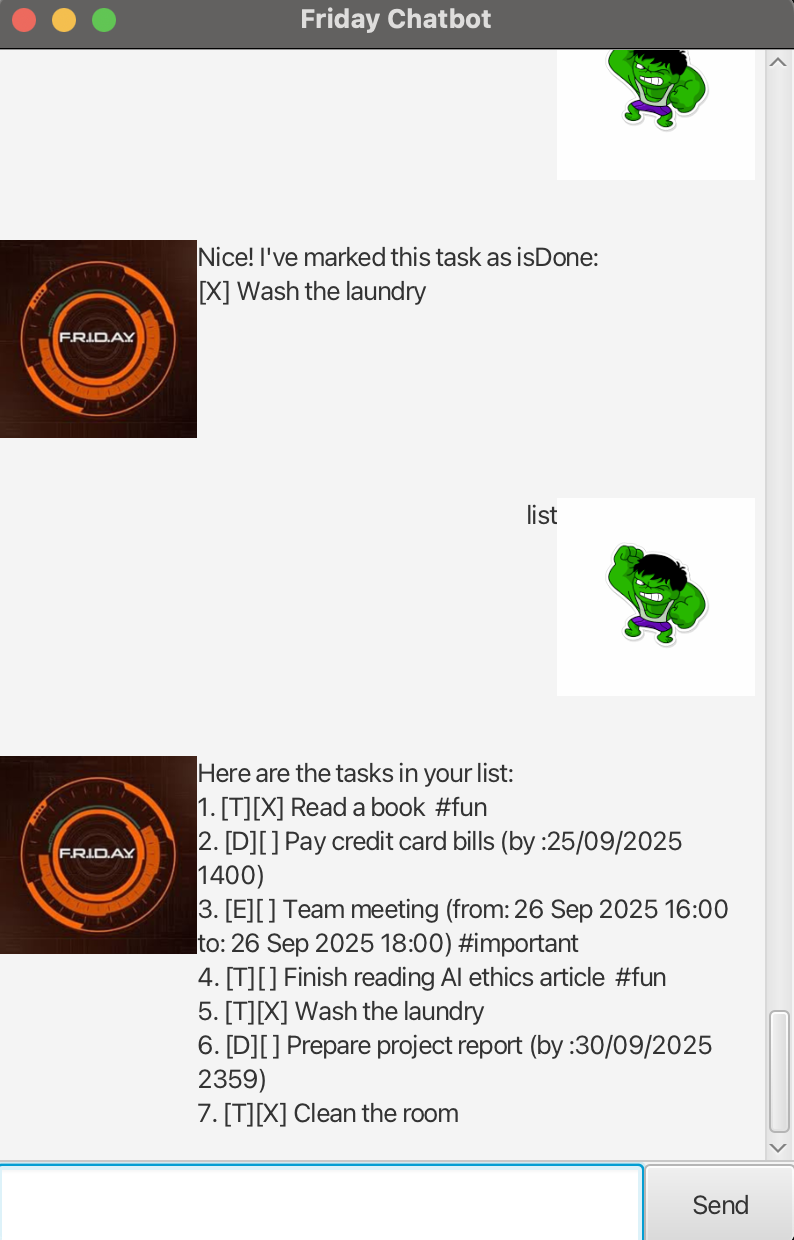 Friday Chatbot
F.R.I.D.A.Y
Nice! I've marked this task as isDone:
[X] Wash the laundry
list
F.R.I.D.A.Y
Here are the tasks in your list:
1. [T][X] Read a book  #fun
2. [D][ ] Pay credit card bills (by :25/09/2025
1400)
3. [E][ ] Team meeting (from: 26 Sep 2025 16:00
to: 26 Sep 2025 18:00) #important
4. [T][ ] Finish reading AI ethics article  #fun
5. [T][X] Wash the laundry
6. [D][ ] Prepare project report (by :30/09/2025
2359)
7. [T][X] Clean the room
Send